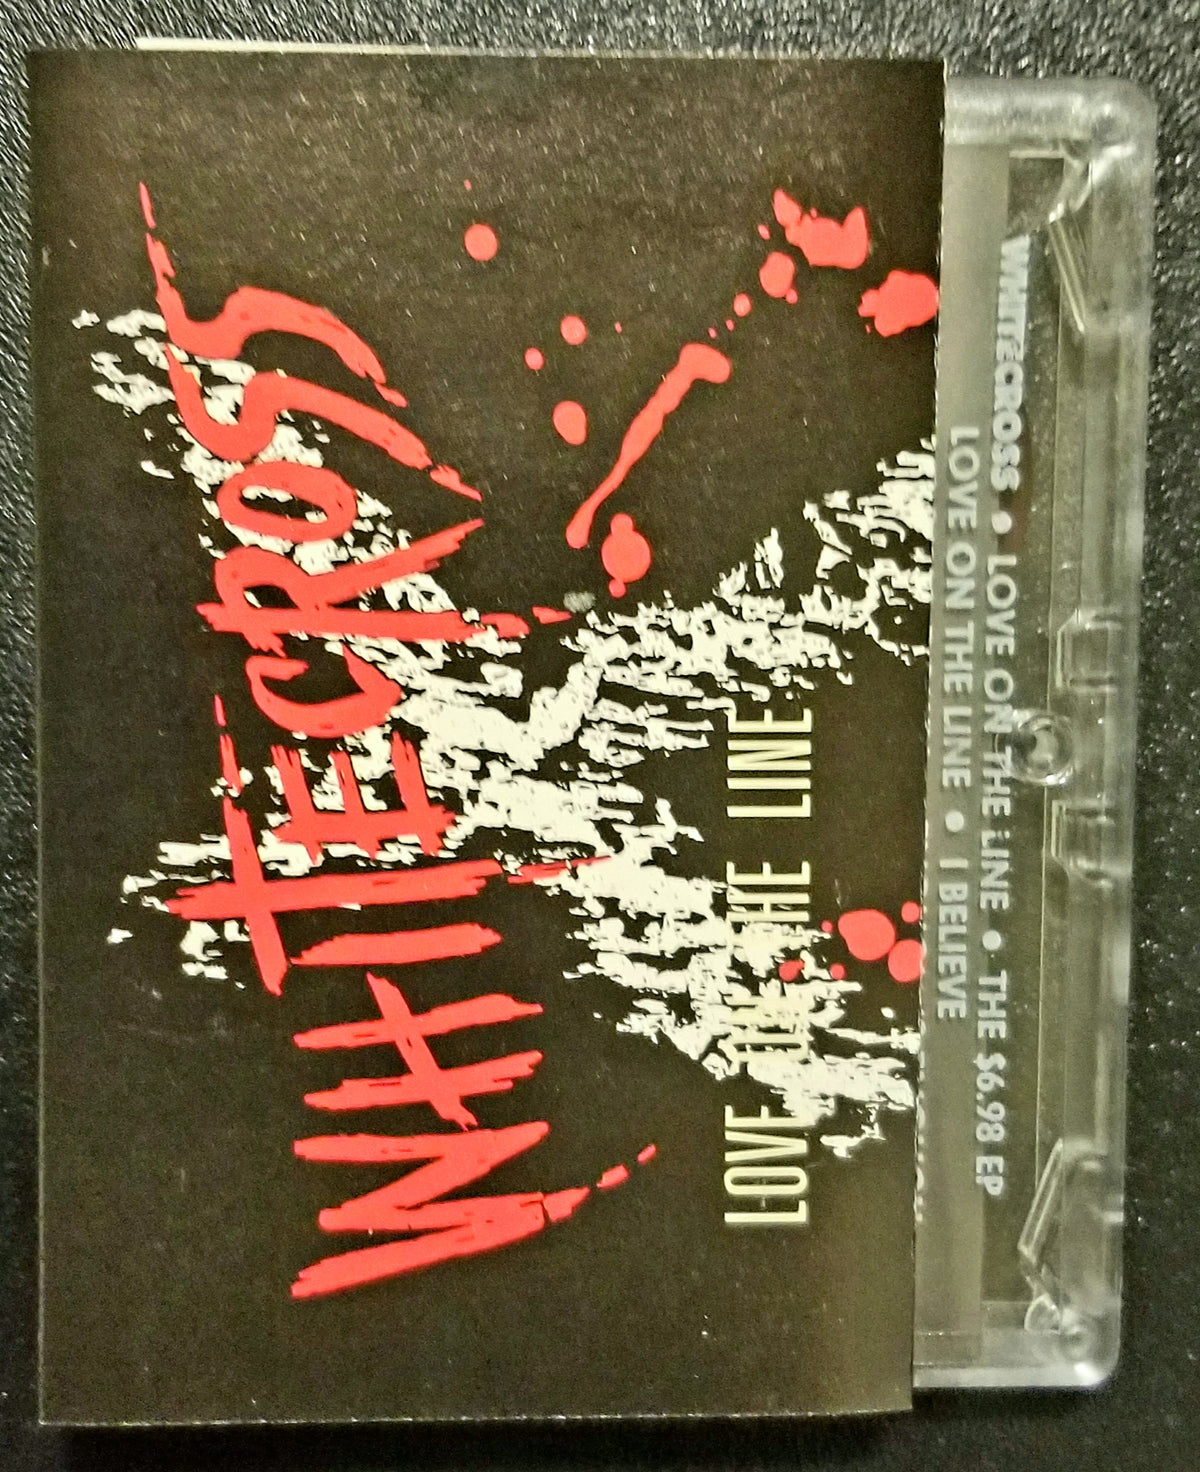 WHITECROSS
LOVE ON THE LINE
WHITECROSS • LOVE ON THE LINE • THE $6.98 EP
LOVE ON THE LINE • I BELIEVE